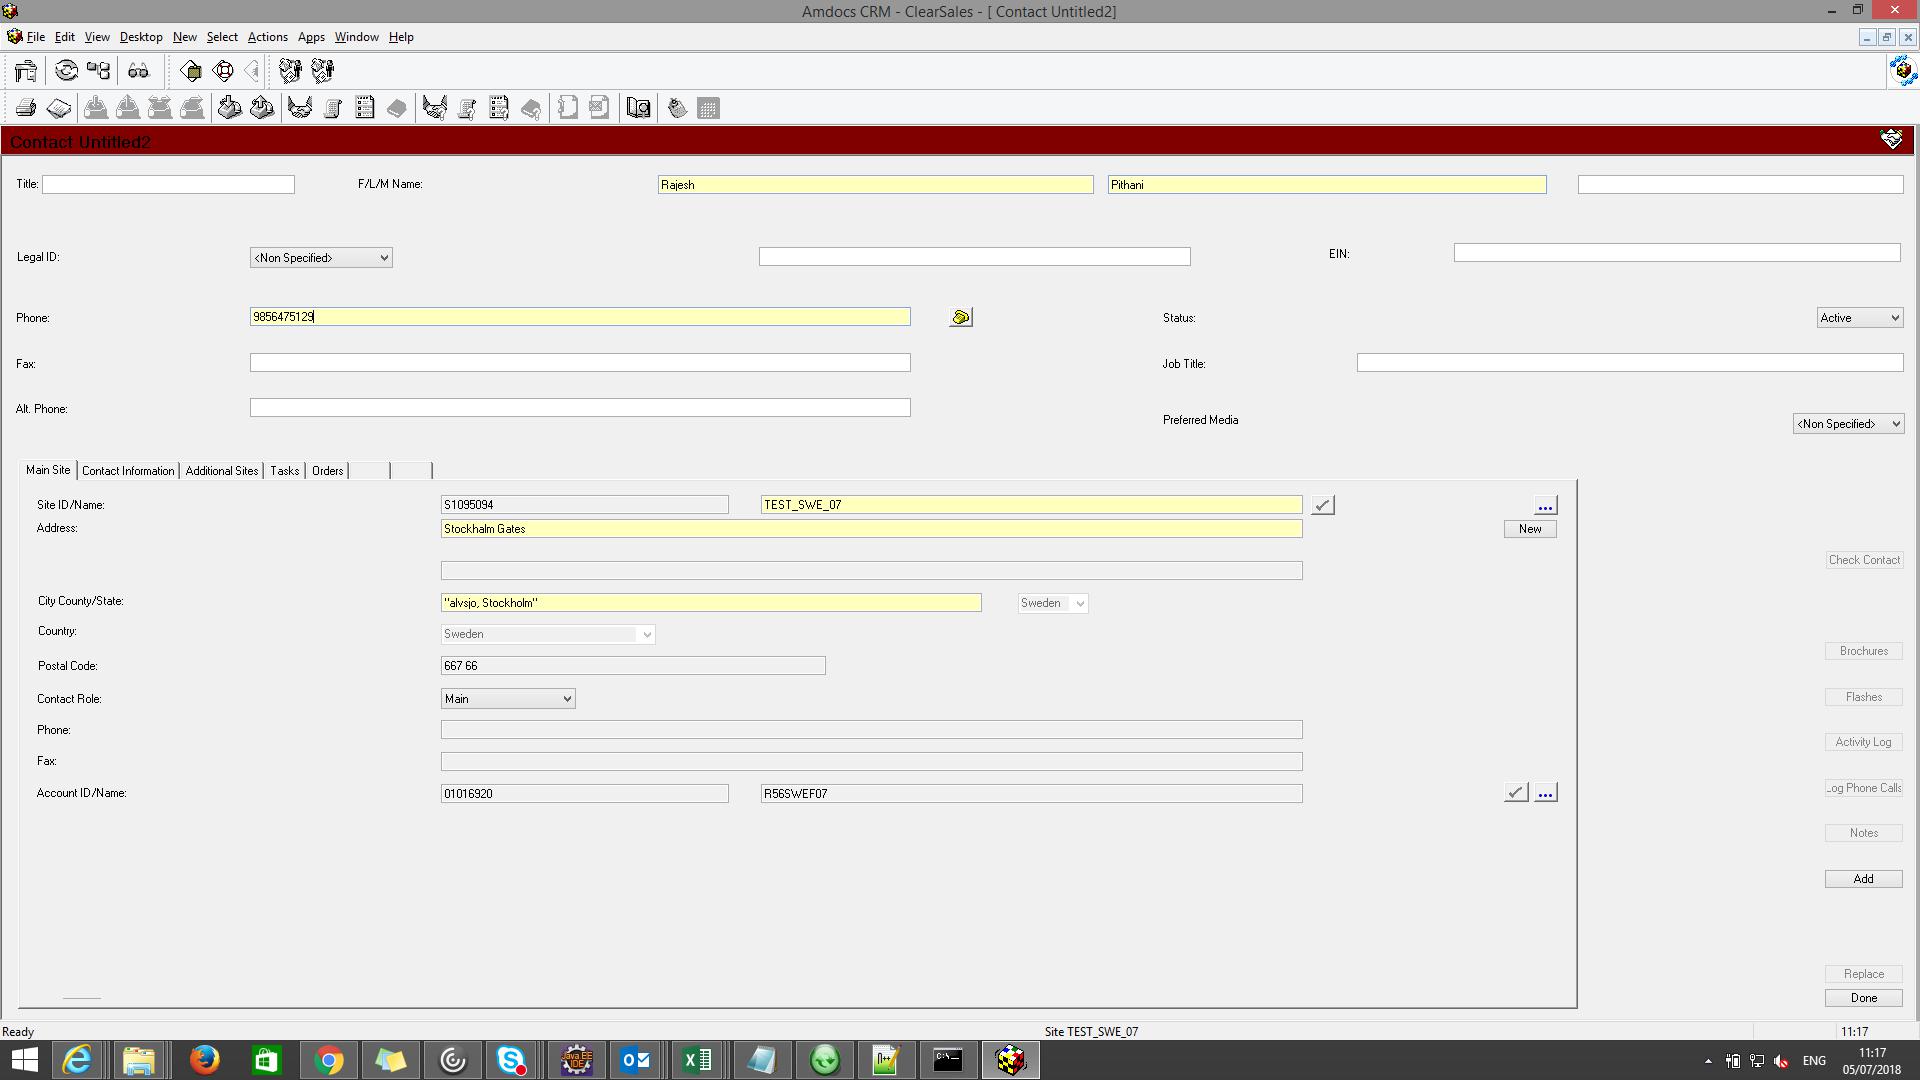 Amdocs CRM - ClearSales - [ Contact Untitled2]
File Edit View Desktop New Select Actions Apps Window Help
Contact Untitled2
Title: F/L/M Name: Rajesh Pithani
Legal ID: <Non Specified> EIN:
Phone: 9856475129 Status: Active
Fax: Job Title:
Alt. Phone: Preferred Media <Non Specified>
Main Site Contact Information Additional Sites Tasks Orders
Site ID/Name: S1095094 TEST_SWE_07 ...
Address: Stockhalm Gates New
Check Contact
City County/State: "alvsjo, Stockholm" Sweden
Country: Sweden
Brochures
Postal Code: 667 66
Contact Role: Main Flashes
Phone:
Activity Log
Fax:
Log Phone Calls
Account ID/Name: 01016920 R56SWEF07 ...
Notes
Add
Replace
Done
Ready Site TEST_SWE_07 11:17
Java EE
IDE
C:\
ENG 11:17
05/07/2018